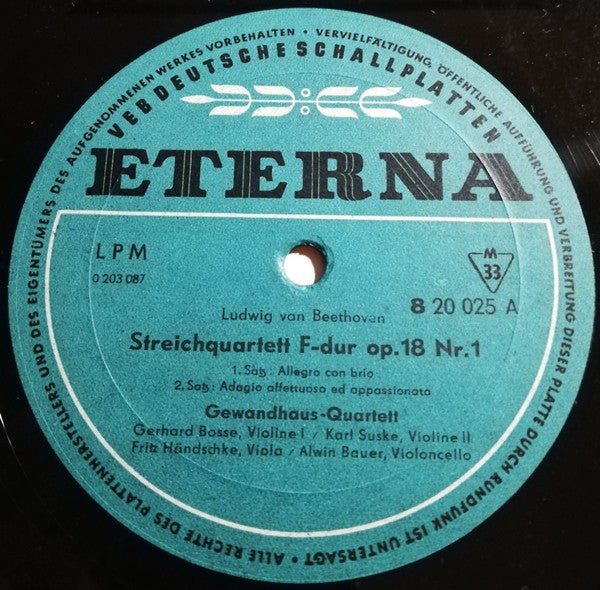 ALLE RECHTE DES PLATTENHERSTELLERS UND DES EIGENTÜMERS DES AUFGENOMMENEN WERKES VORBEHALTEN · VERVIELFÄLTIGUNG, ÖFFENTLICHE AUFFÜHRUNG UND VERBREITUNG DIESER PLATTE DURCH RUNDFUNK IST UNTERSAGT ·
VEB DEUTSCHE SCHALLPLATTEN
ETERNA
LPM
0 203 087
M
33
8 20 025 A
Ludwig van Beethoven
Streichquartett F-dur op.18 Nr.1
1. Satz: Allegro con brio
2. Satz: Adagio affettuoso ed appassionata
Gewandhaus-Quartett
Gerhard Bosse, Violine I / Karl Suske, Violine II
Fritz Händschke, Viola / Alwin Bauer, Violoncello